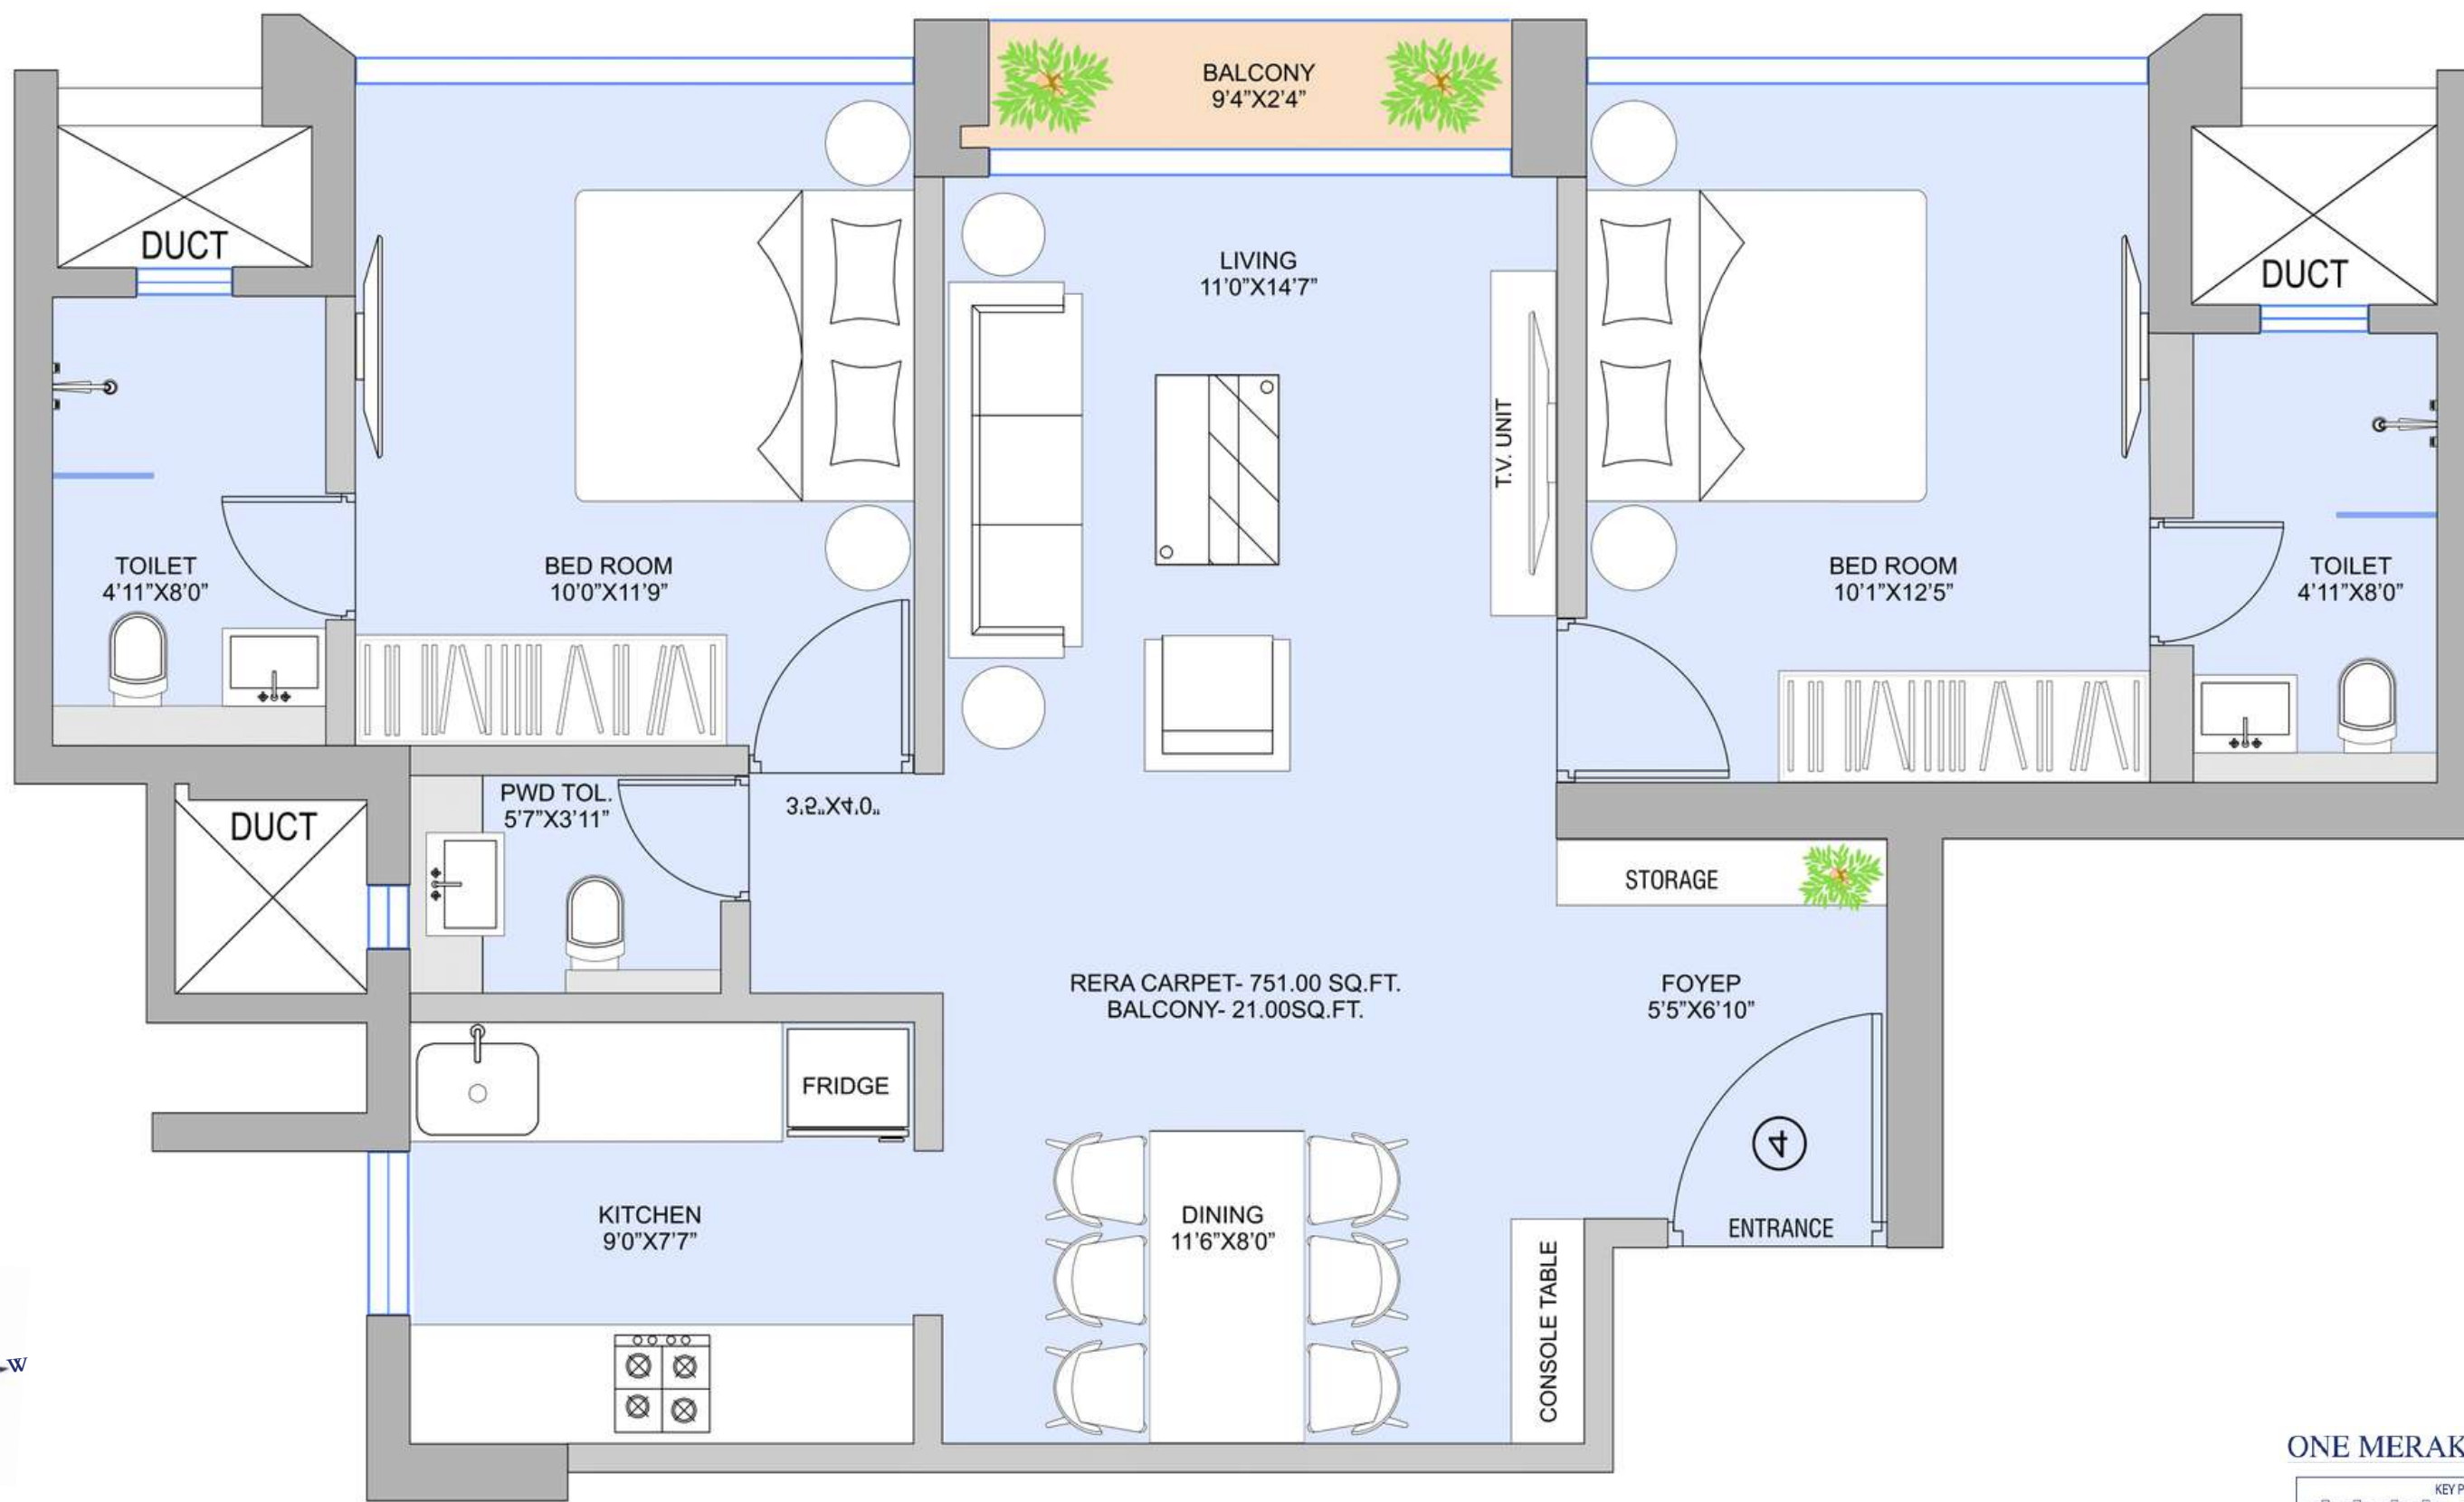 BALCONY
9'4"X2'4"
DUCT
DUCT
LIVING
11'0"X14'7"
T.V. UNIT
TOILET
4'11"X8'0"
BED ROOM
10'0"X11'9"
BED ROOM
10'1"X12'5"
TOILET
4'11"X8'0"
PWD TOL.
5'7"X3'11"
3'5"X4'0"
DUCT
STORAGE
RERA CARPET- 751.00 SQ.FT.
BALCONY- 21.00SQ.FT.
FOYEP
5'5"X6'10"
FRIDGE
4
KITCHEN
9'0"X7'7"
DINING
11'6"X8'0"
ENTRANCE
CONSOLE TABLE
W
ONE MERAK
KEY P